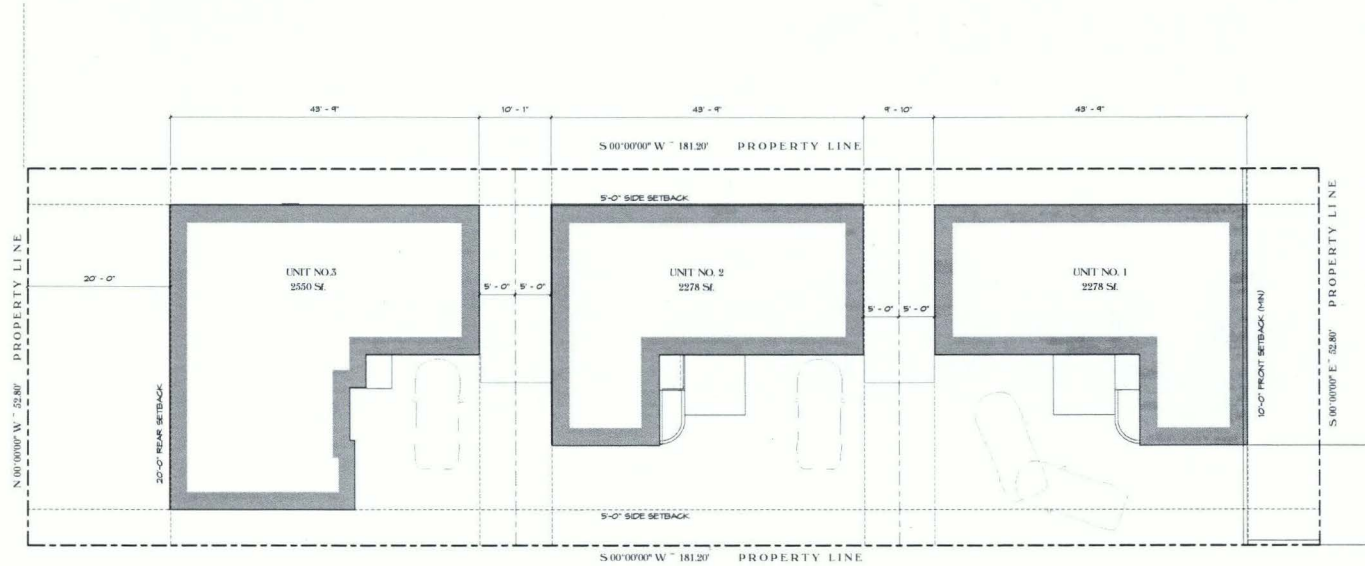 43' - 9"
10' - 1"
43' - 9"
9' - 10"
43' - 9"
S 00°00'00" W ~ 181.20' PROPERTY LINE
5'-0" SIDE SETBACK
N 00°00'00" W ~ 52.80' PROPERTY LINE
20' - 0"
20'-0" REAR SETBACK
UNIT NO.3
2550 Sf.
5' - 0"
5' - 0"
UNIT NO. 2
2278 Sf.
5' - 0"
5' - 0"
UNIT NO. 1
2278 Sf.
10'-0" FRONT SETBACK (MIN)
S 00°00'00" E ~ 52.80' PROPERTY LINE
5'-0" SIDE SETBACK
S 00°00'00" W ~ 181.20' PROPERTY LINE